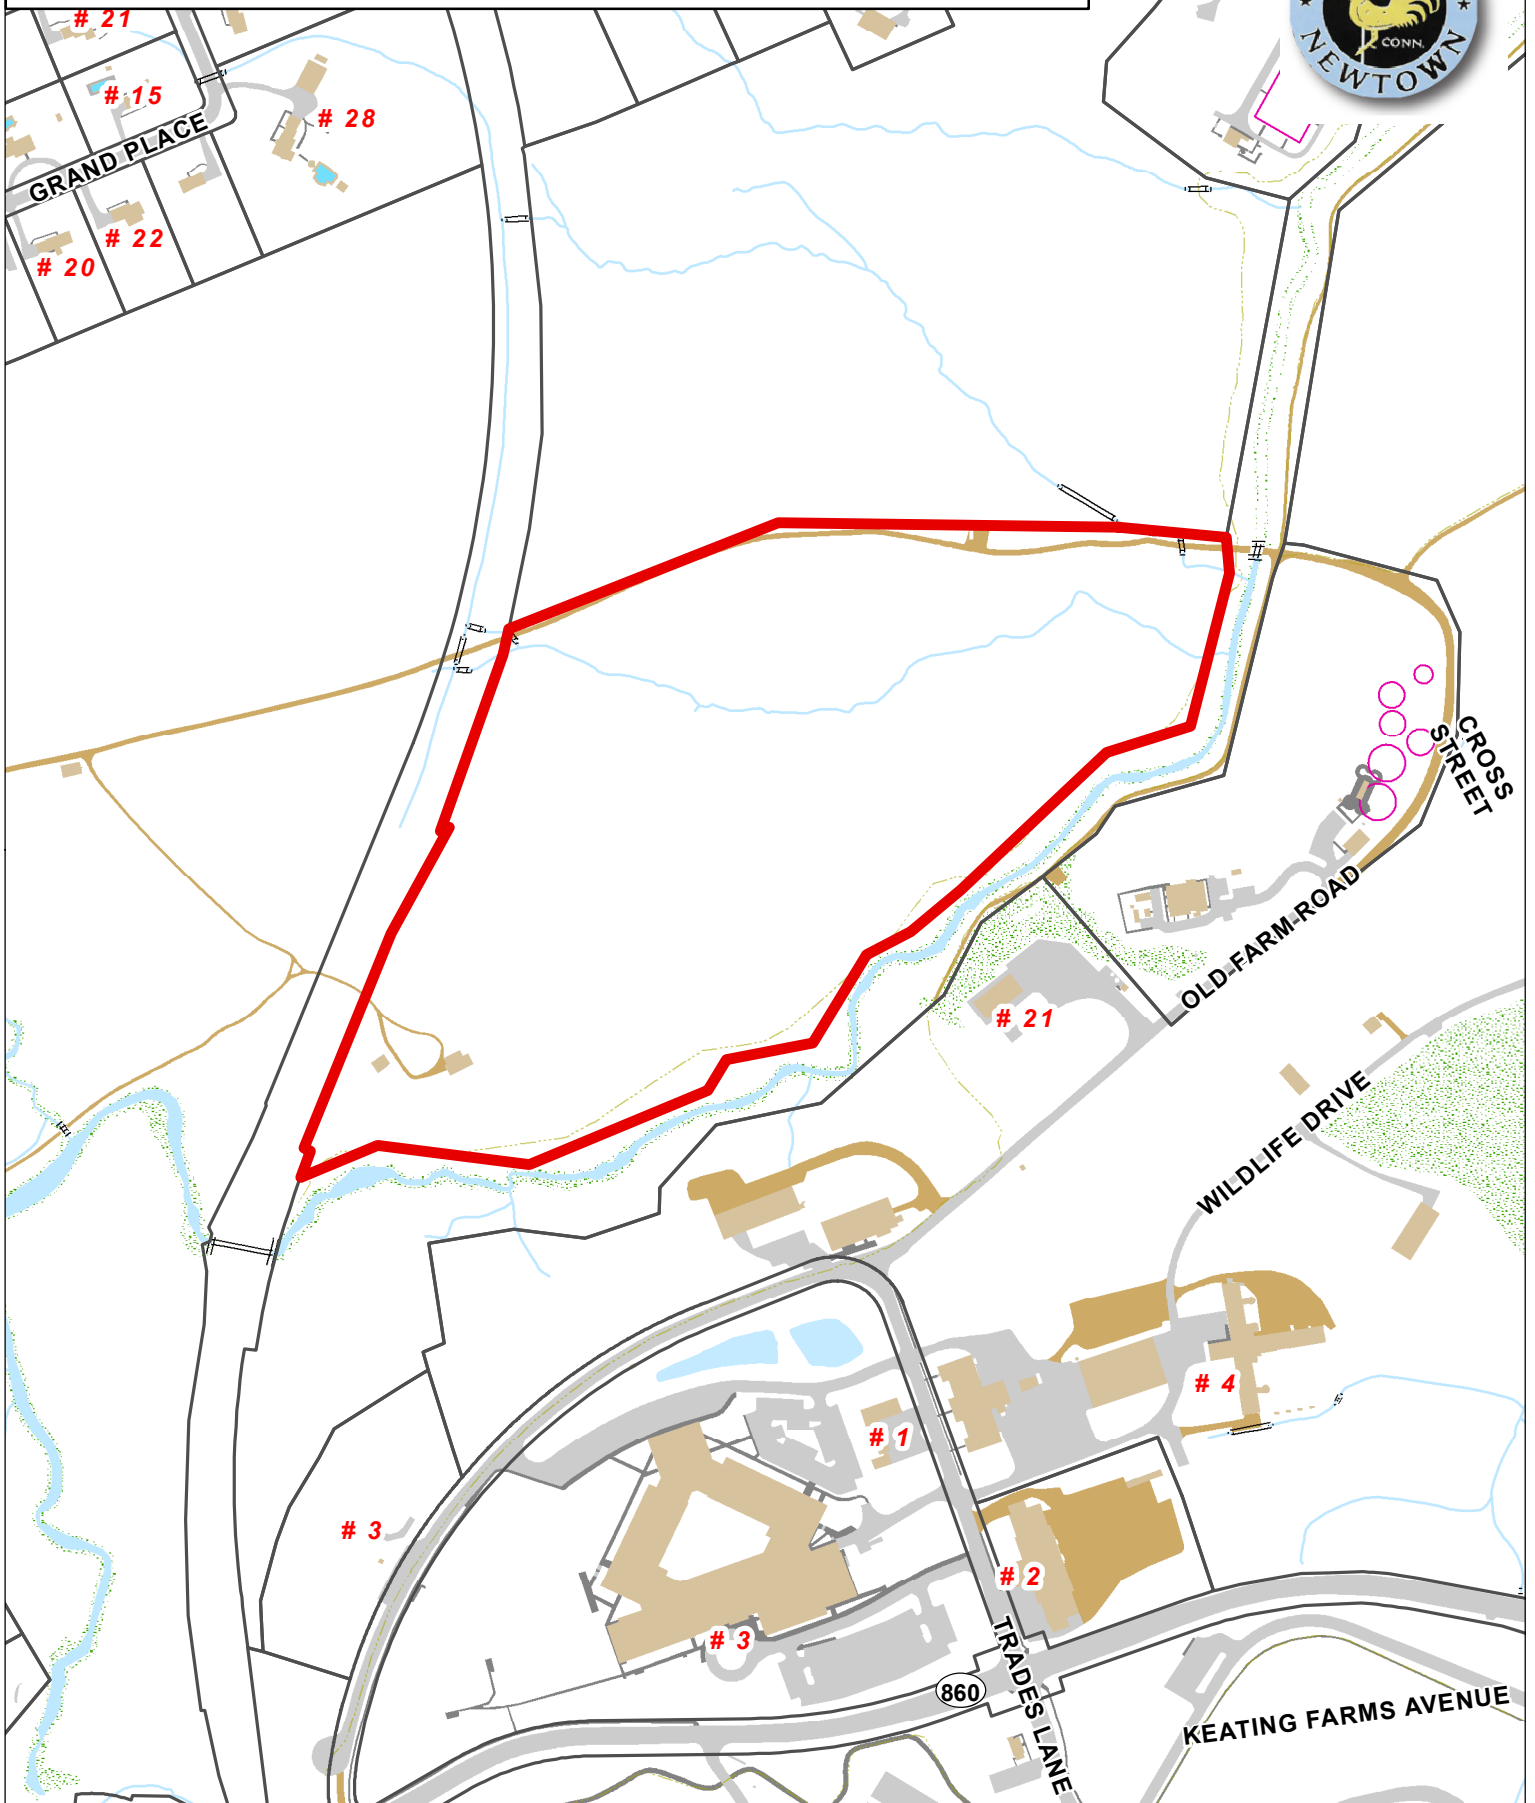 # 21
CONN.
NEWTOWN
# 15
# 28
GRAND PLACE
# 22
# 20
CROSS
STREET
OLD FARM ROAD
# 21
WILDLIFE DRIVE
# 4
# 1
# 3
# 2
# 3
TRADES LANE
860
KEATING FARMS AVENUE